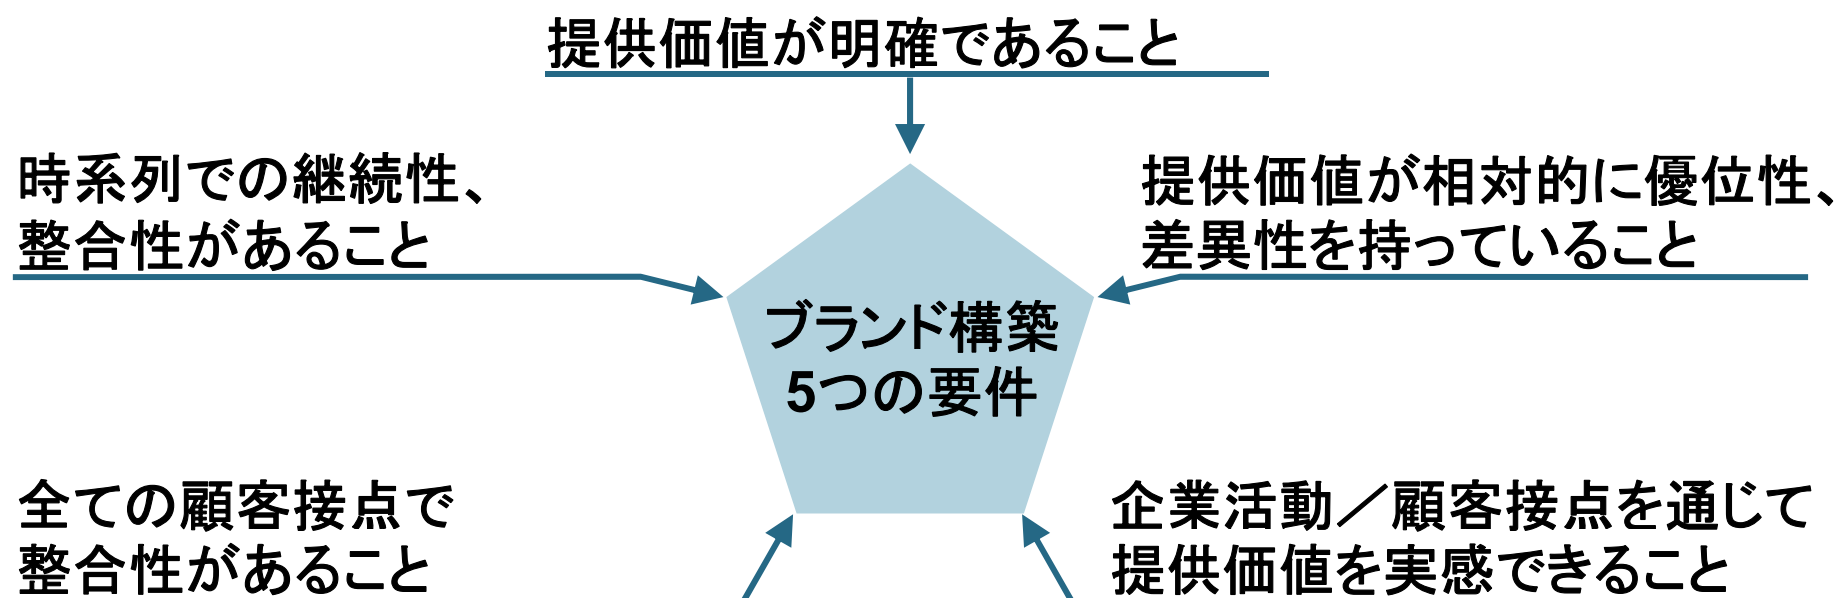 提供価値が明確であること
時系列での継続性、
整合性があること
提供価値が相対的に優位性、
差異性を持っていること
ブランド構築
5つの要件
全ての顧客接点で
整合性があること
企業活動／顧客接点を通じて
提供価値を実感できること